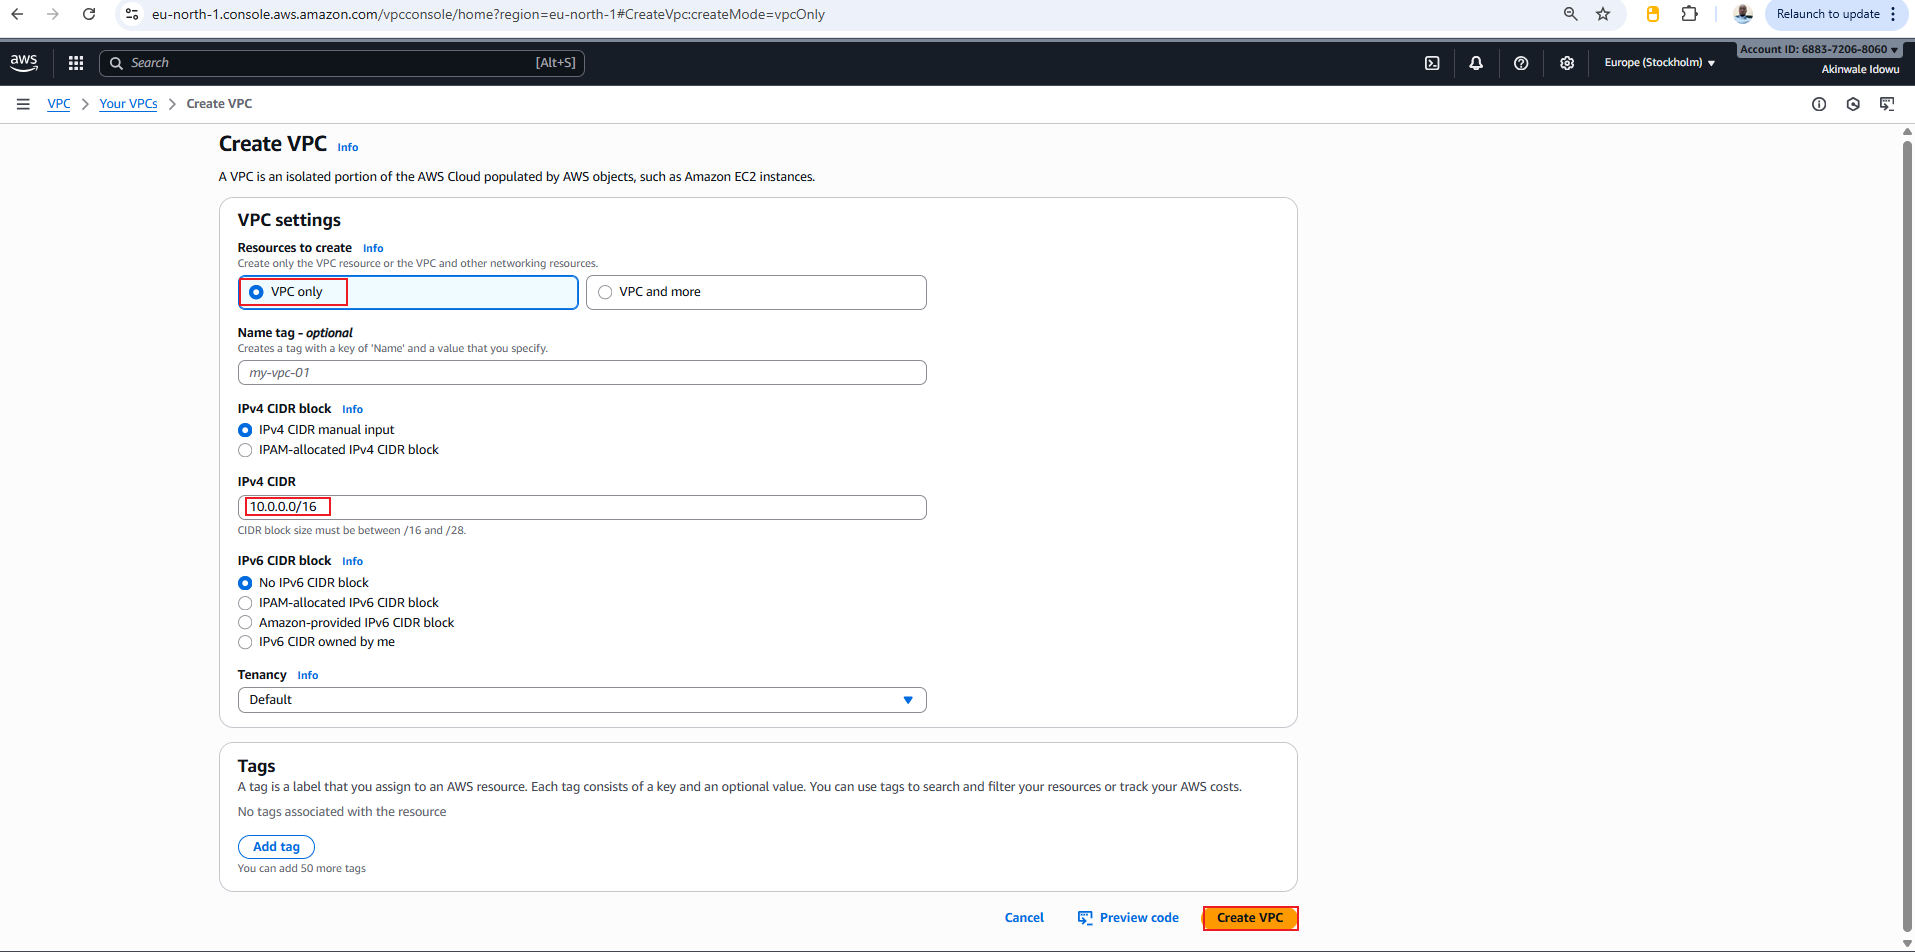 eu-north-1.console.aws.amazon.com/vpcconsole/home?region=eu-north-1#CreateVpc:createMode=vpcOnly
Relaunch to update
aws
Search
[Alt+S]
Europe (Stockholm)
Account ID: 6883-7206-8060
Akinwale Idowu
VPC
Your VPCs
Create VPC
Create VPC Info
A VPC is an isolated portion of the AWS Cloud populated by AWS objects, such as Amazon EC2 instances.
VPC settings
Resources to create Info
Create only the VPC resource or the VPC and other networking resources.
VPC only
VPC and more
Name tag - optional
Creates a tag with a key of 'Name' and a value that you specify.
my-vpc-01
IPv4 CIDR block Info
IPv4 CIDR manual input
IPAM-allocated IPv4 CIDR block
IPv4 CIDR
10.0.0.0/16
CIDR block size must be between /16 and /28.
IPv6 CIDR block Info
No IPv6 CIDR block
IPAM-allocated IPv6 CIDR block
Amazon-provided IPv6 CIDR block
IPv6 CIDR owned by me
Tenancy Info
Default
Tags
A tag is a label that you assign to an AWS resource. Each tag consists of a key and an optional value. You can use tags to search and filter your resources or track your AWS costs.
No tags associated with the resource
Add tag
You can add 50 more tags
Cancel
Preview code
Create VPC